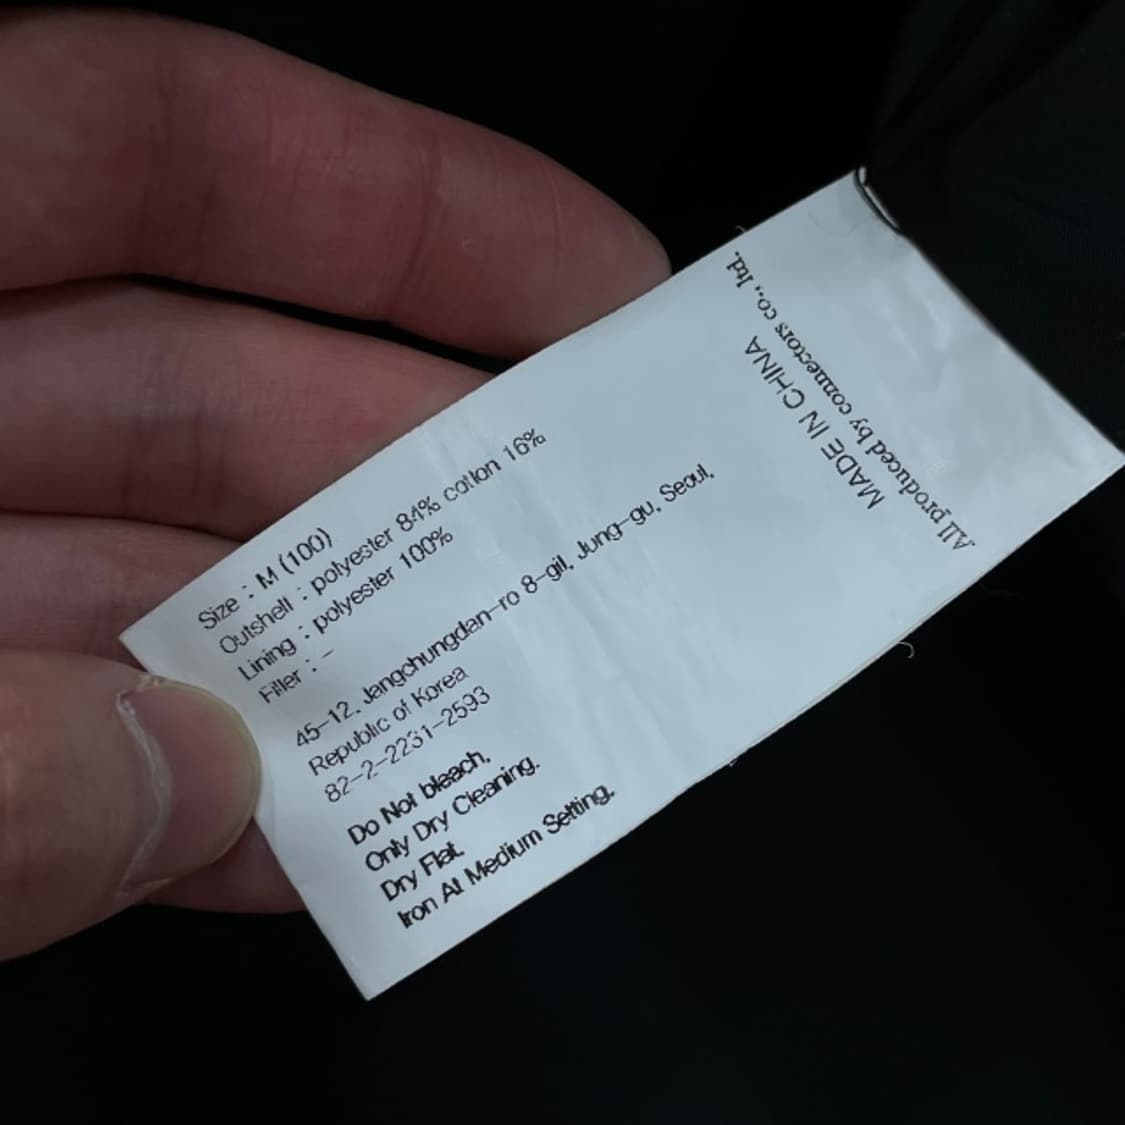 All produced by connectors co., ltd.
MADE IN CHINA
Size : M (100)
Outshell : polyester 84% cotton 16%
Lining : polyester 100%
Filler : -
45-12, Jangchungdan-ro 8-gil, Jung-gu, Seoul,
Republic of Korea
82-2-2231-2593
Do Not bleach,
Only Dry Cleaning.
Dry Flat.
Iron At Medium Setting.